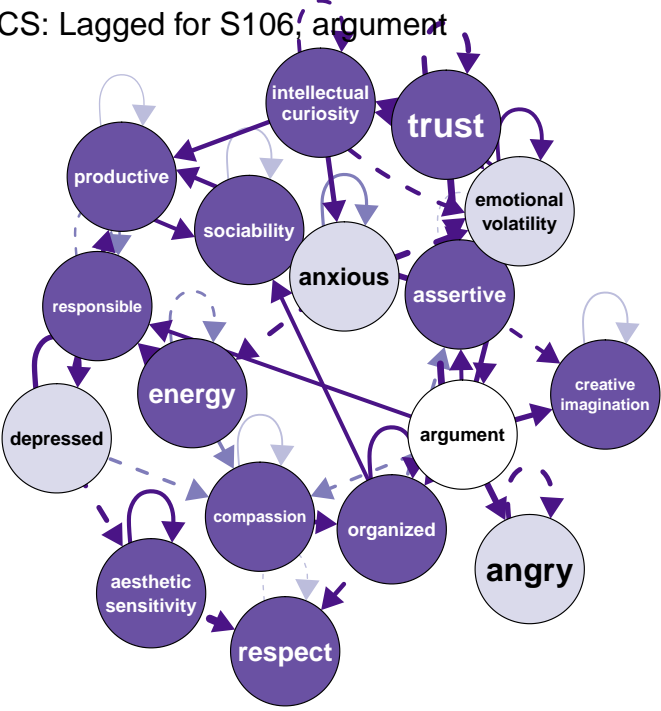 CS: Lagged for S106, argument
intellectual
curiosity
trust
productive
emotional
volatility
sociability
anxious
assertive
responsible
energy
creative
imagination
depressed
argument
compassion
organized
angry
aesthetic
sensitivity
respect